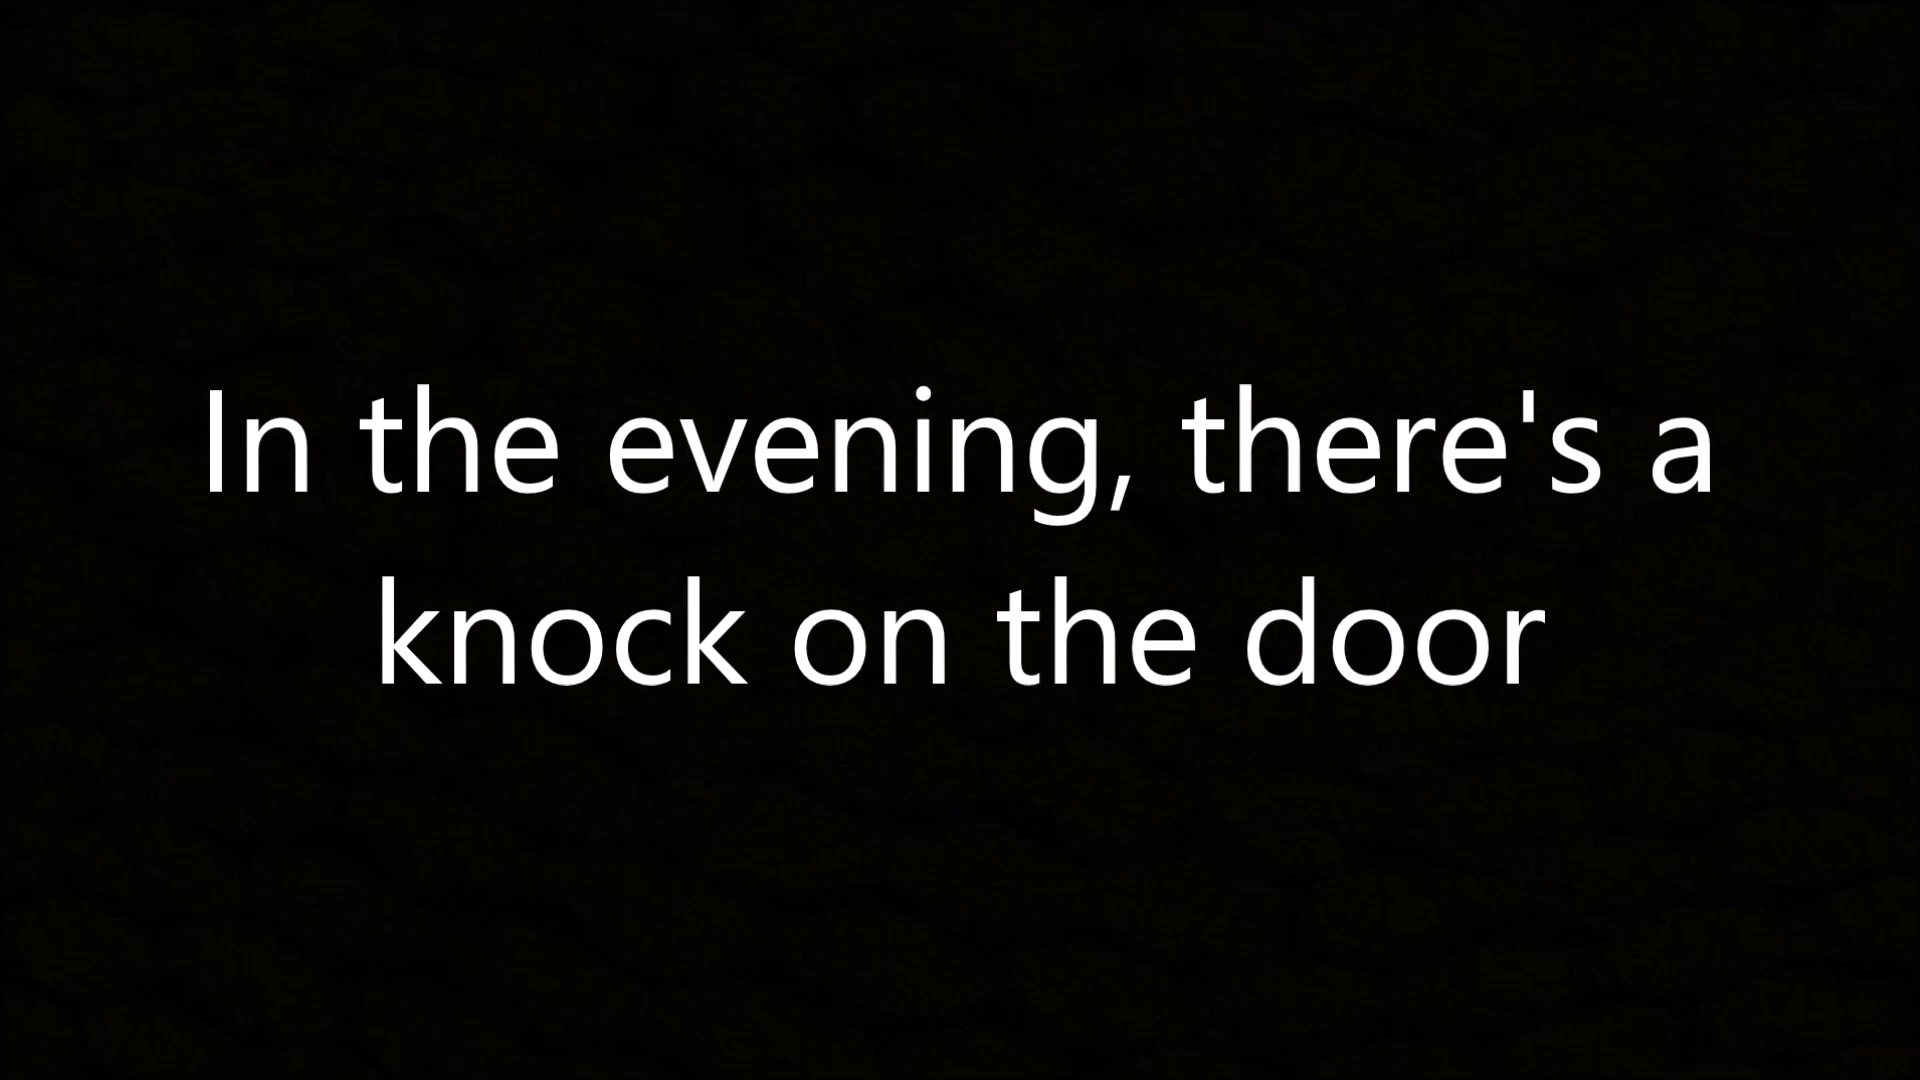 In the evening, there's a
knock on the door